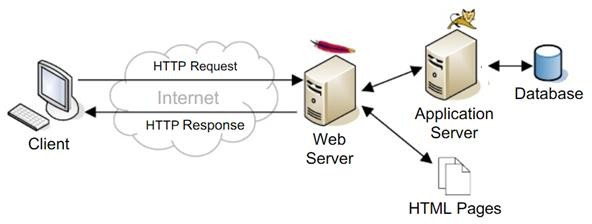 HTTP Request
Internet
HTTP Response
Client
Web
Server
Application
Server
Database
HTML Pages